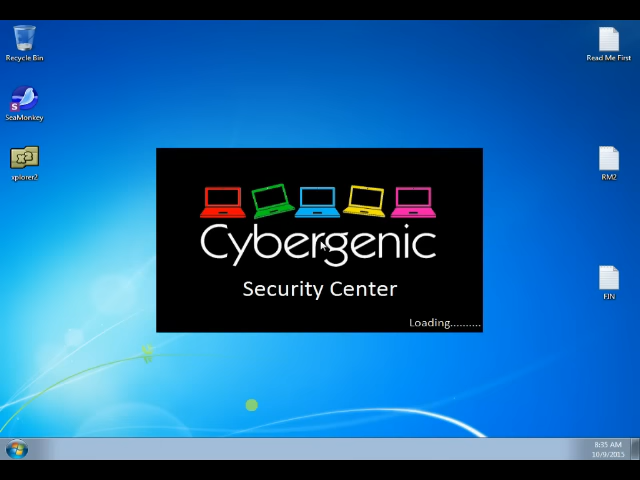 Recycle Bin
SeaMonkey
xplorer2
Read Me First
RM2
FIN
Cybergenic
Security Center
Loading..........
8:35 AM
10/9/2015